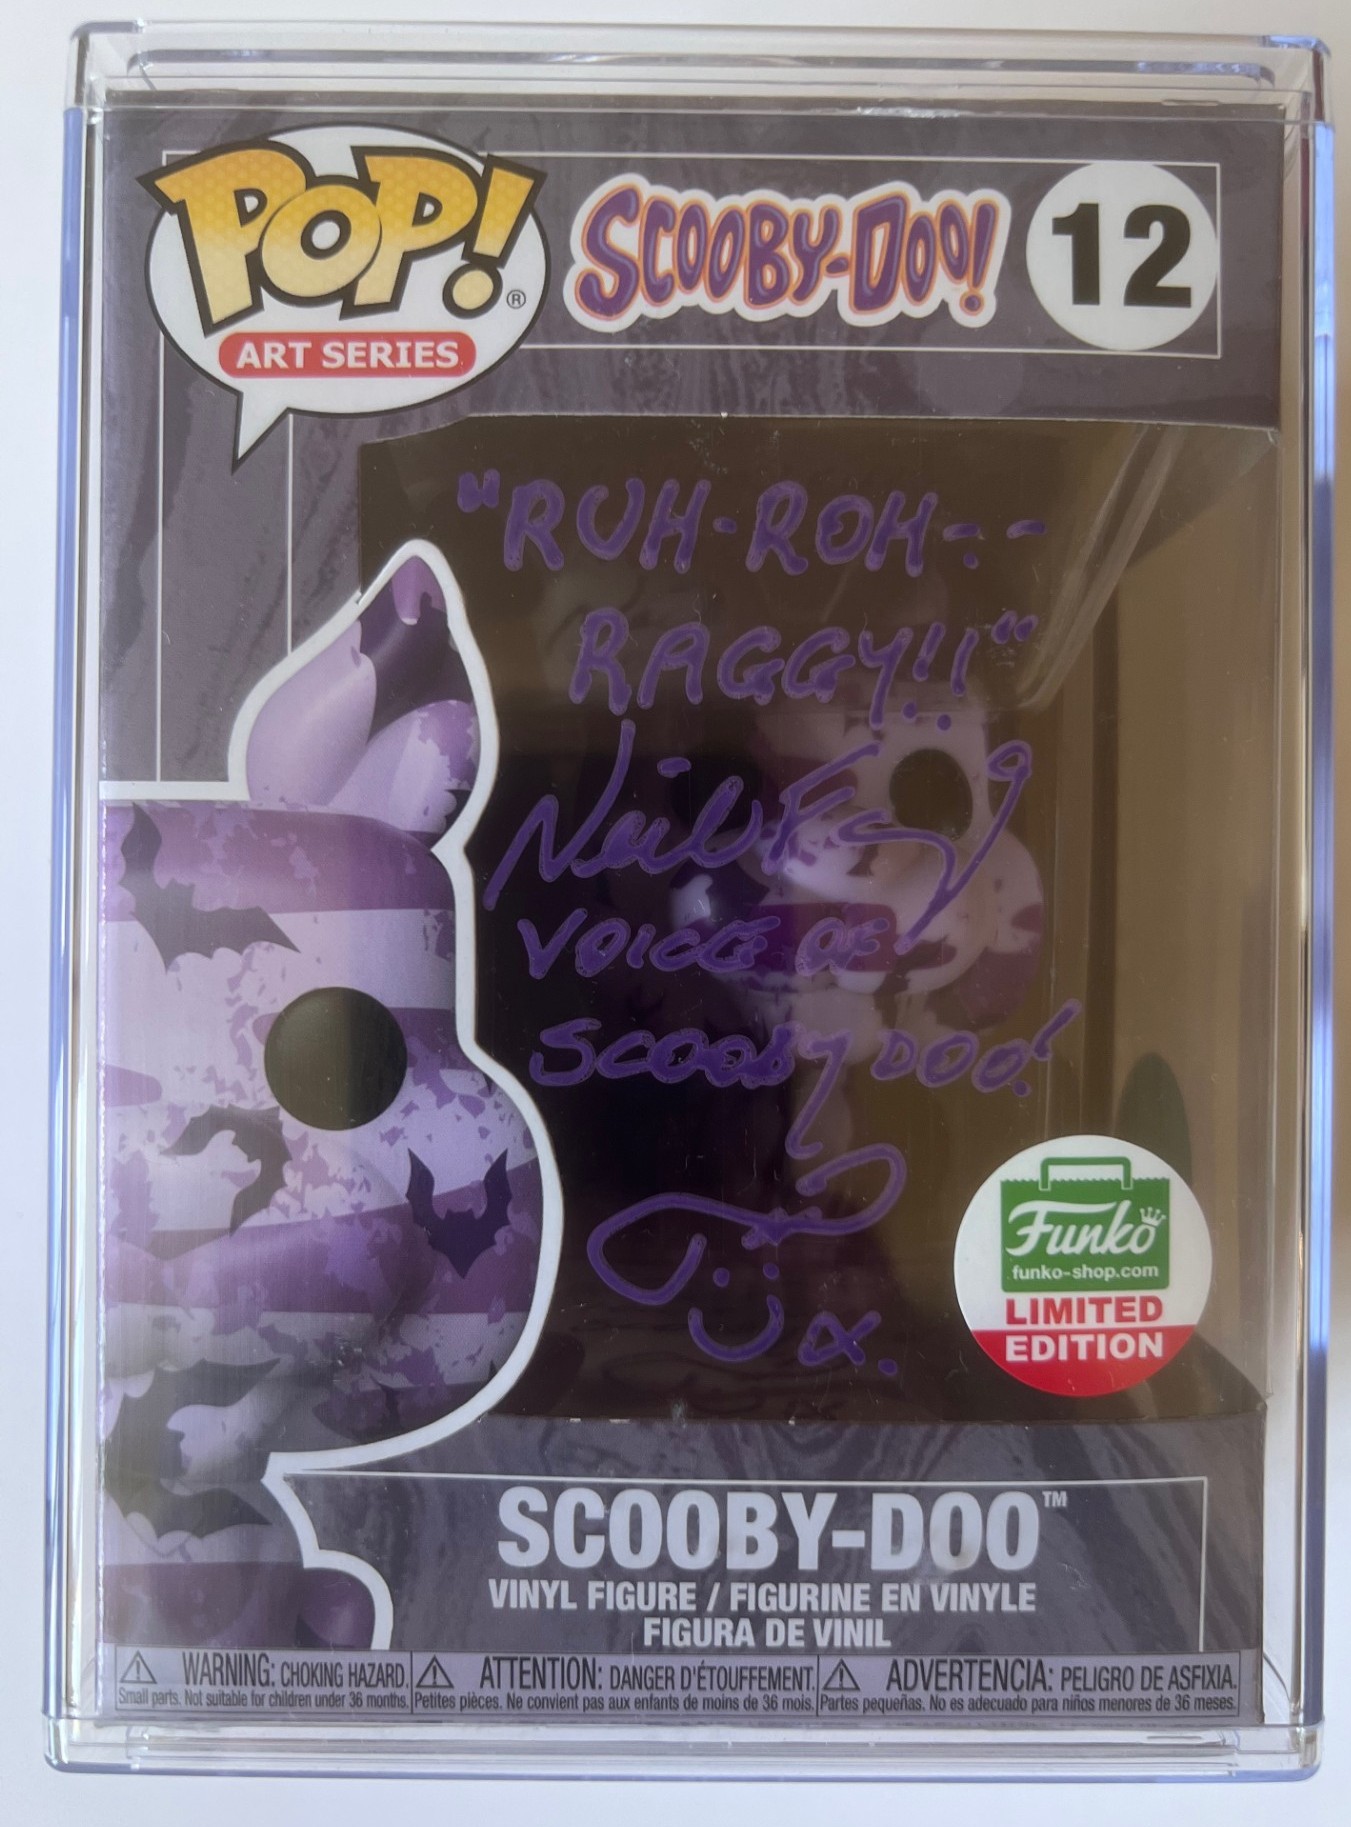 POP!®
ART SERIES
SCOOBY-DOO!
12
"RUH-ROH--
RAGGY!!"
VOICE OF
SCOOBY DOO!
Funko
funko-shop.com
LIMITED
EDITION
SCOOBY-DOO™
VINYL FIGURE / FIGURINE EN VINYLE
FIGURA DE VINIL
WARNING: CHOKING HAZARD.
Small parts. Not suitable for children under 36 months.
ATTENTION: DANGER D'ÉTOUFFEMENT.
Petites pièces. Ne convient pas aux enfants de moins de 36 mois.
ADVERTENCIA: PELIGRO DE ASFIXIA.
Partes pequeñas. No es adecuado para niños menores de 36 meses.